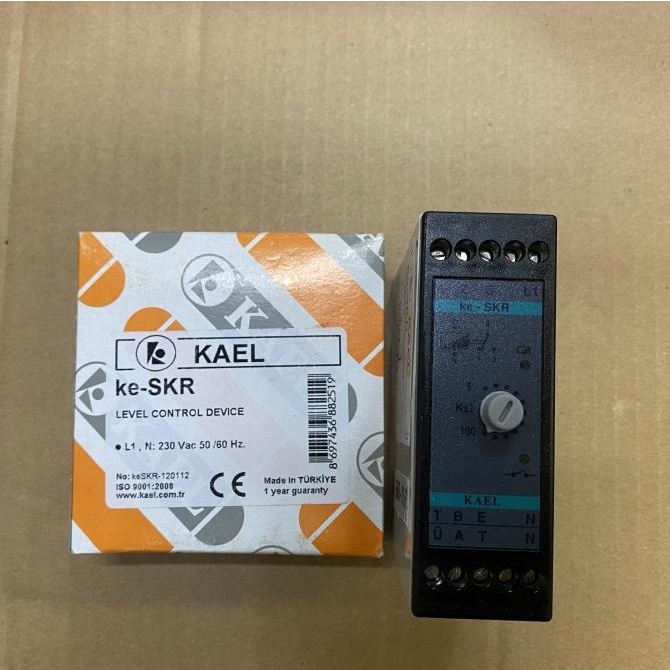 KAEL
ke-SKR
LEVEL CONTROL DEVICE
• L1 , N: 230 Vac 50 /60 Hz.
No: keSKR-120112
ISO 9001:2008
www.kael.com.tr
CE
Made in TÜRKİYE
1 year guaranty
8 697436 882519
L1
ke - SKR
5
KΩ
100
KAEL
T B E N
Ü A T N